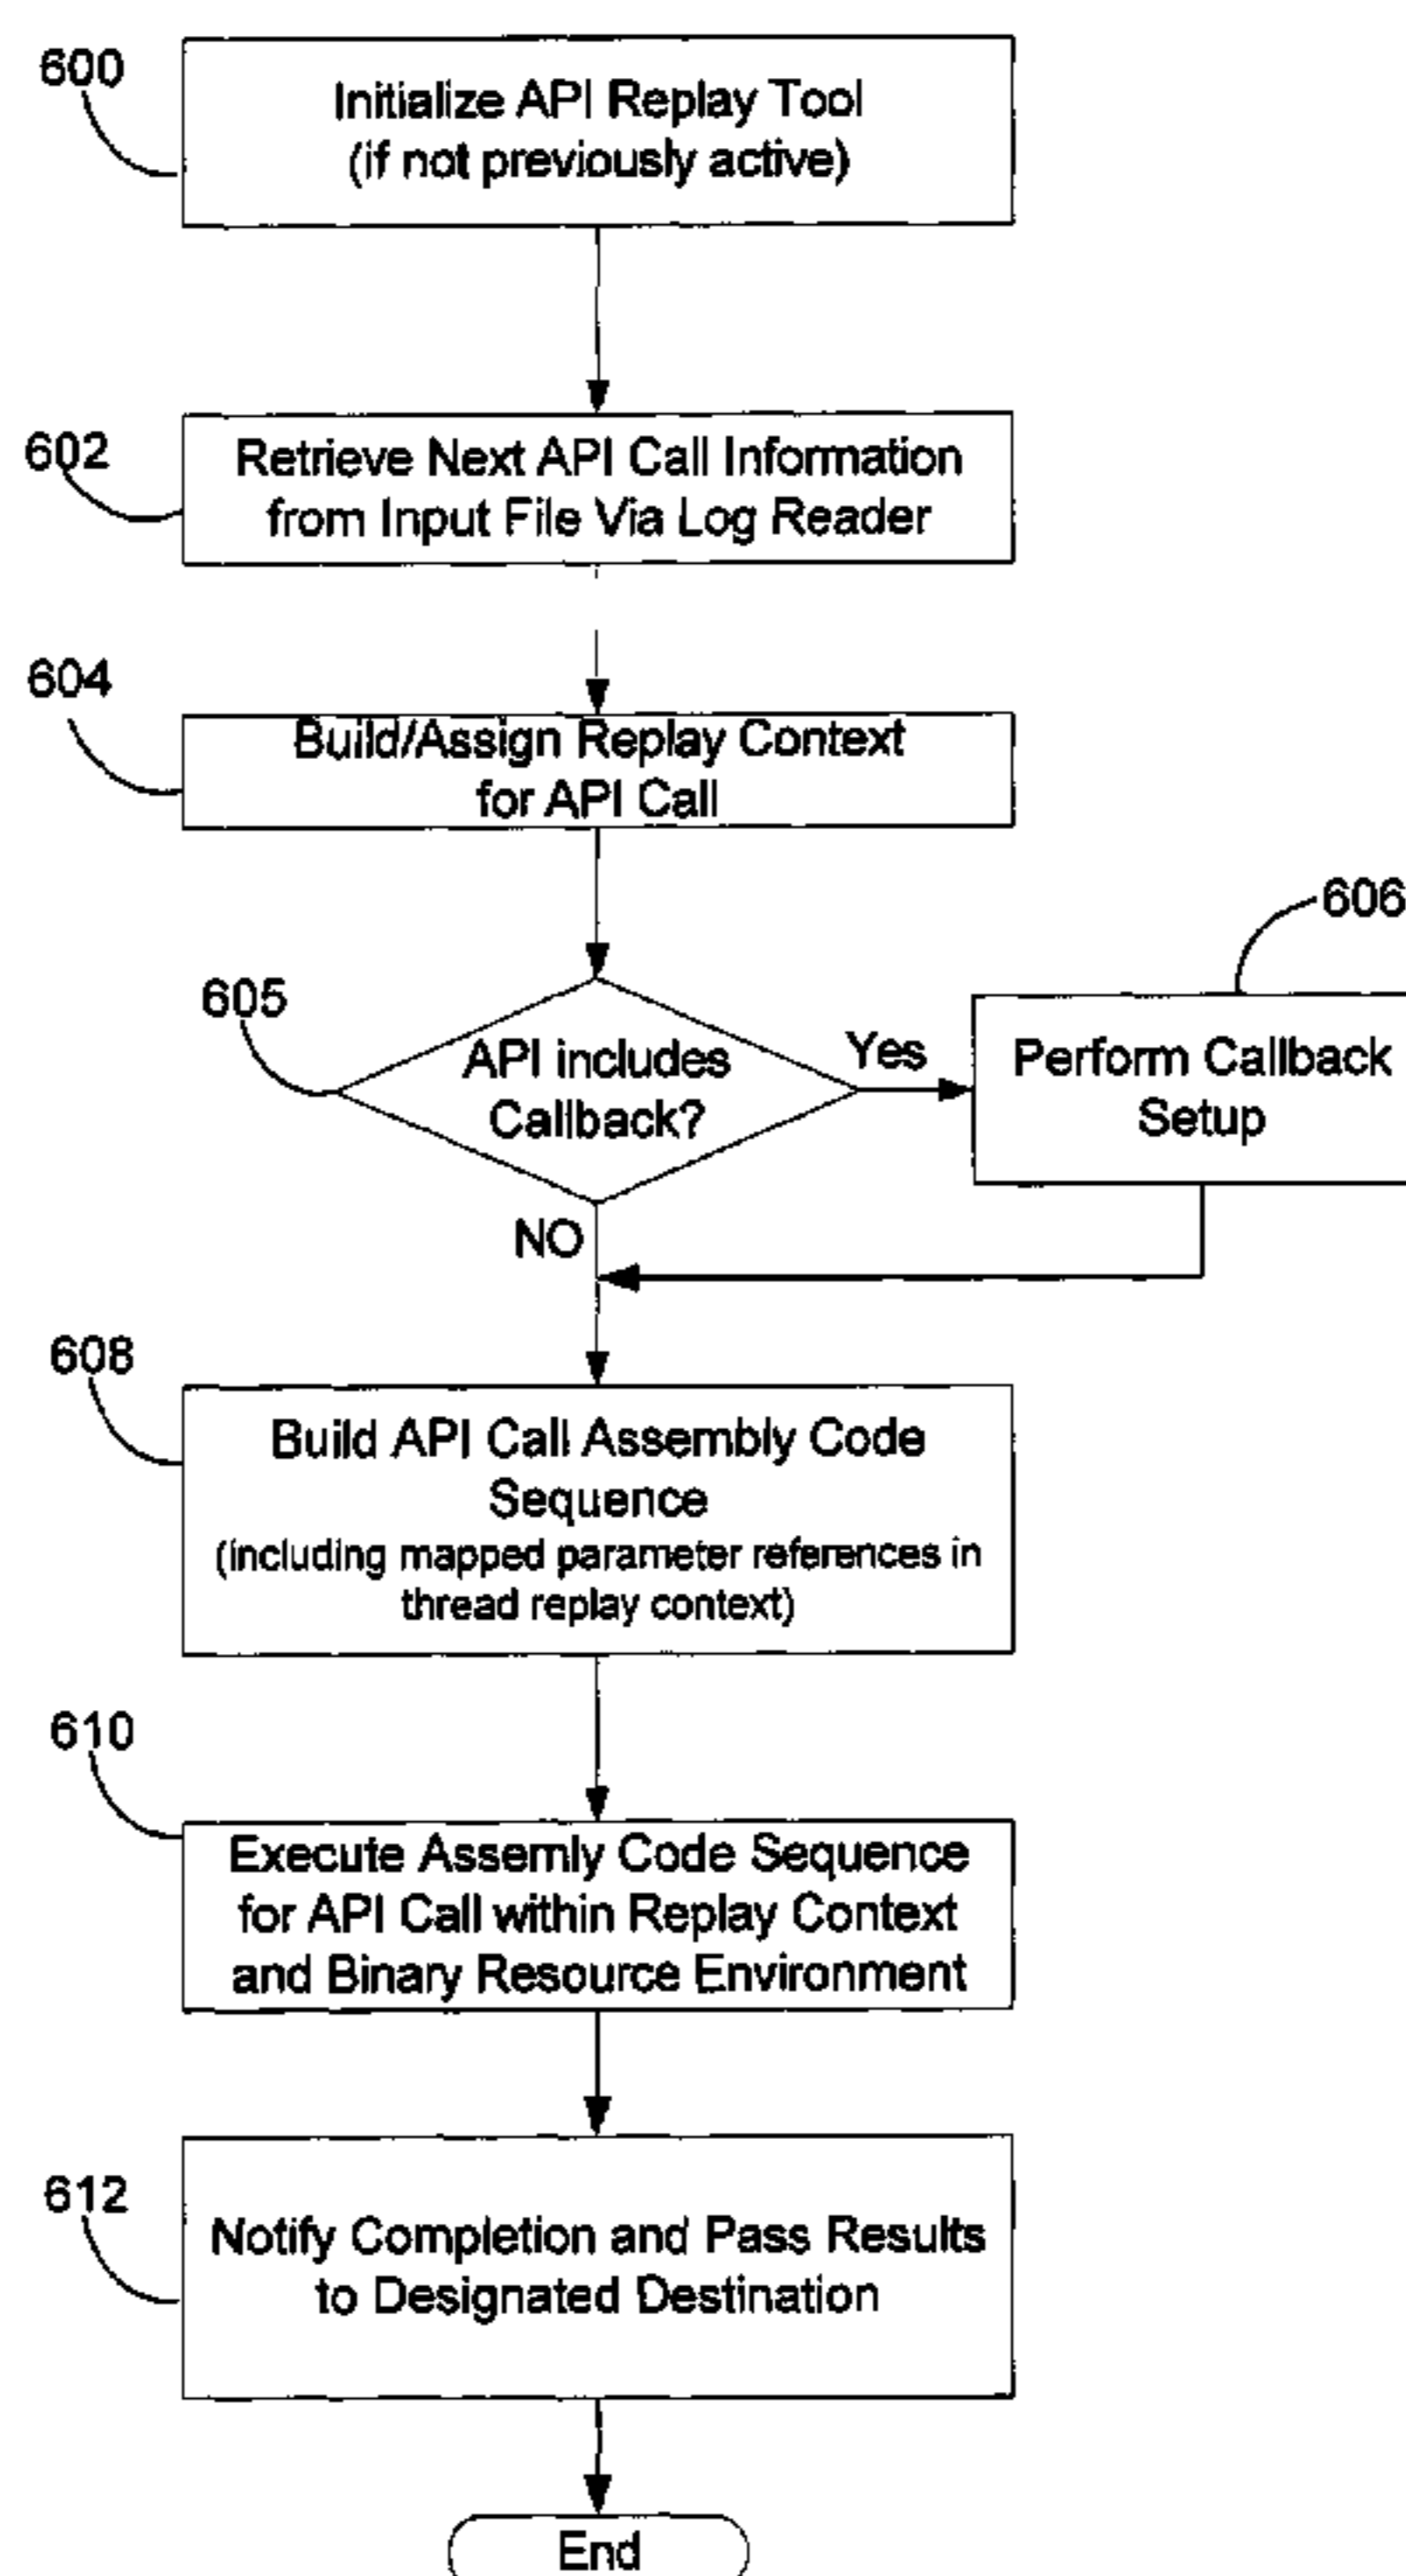 600
Initialize API Replay Tool
(if not previously active)
602
Retrieve Next API Call Information
from Input File Via Log Reader
604
Build/Assign Replay Context
for API Call
606
605
API includes
Callback?
Yes
Perform Callback
Setup
NO
608
Build API Call Assembly Code
Sequence
(including mapped parameter references in
thread replay context)
610
Execute Assemly Code Sequence
for API Call within Replay Context
and Binary Resource Environment
612
Notify Completion and Pass Results
to Designated Destination
End